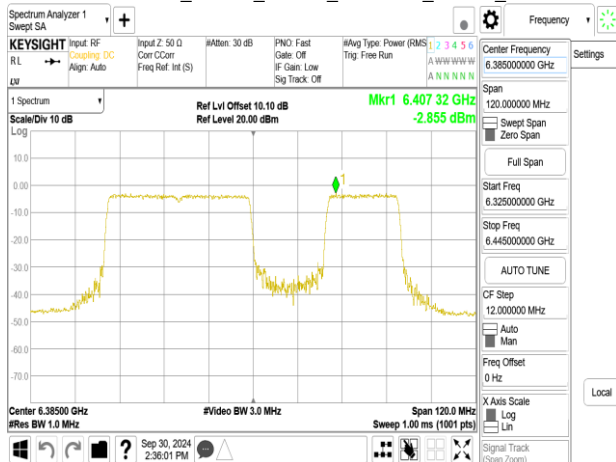 Spectrum Analyzer 1
Swept SA
+
Frequency
KEYSIGHT
RL
Input: RF
Coupling: DC
Align: Auto
Input Z: 50 Ω
Corr CCorr
Freq Ref: Int (S)
#Atten: 30 dB
PNO: Fast
Gate: Off
IF Gain: Low
Sig Track: Off
#Avg Type: Power (RMS
Trig: Free Run
1 2 3 4 5 6
A W W W W W
A N N N N N
LXI
1 Spectrum
Scale/Div 10 dB
Ref Lvl Offset 10.10 dB
Ref Level 20.00 dBm
Mkr1 6.407 32 GHz
-2.855 dBm
Log
10.0
0.00
-10.0
-20.0
-30.0
-40.0
-50.0
-60.0
-70.0
1
Center 6.38500 GHz
#Res BW 1.0 MHz
#Video BW 3.0 MHz
Span 120.0 MHz
Sweep 1.00 ms (1001 pts)
?
Sep 30, 2024
2:36:01 PM
Center Frequency
6.385000000 GHz
Settings
Span
120.000000 MHz
Swept Span
Zero Span
Full Span
Start Freq
6.325000000 GHz
Stop Freq
6.445000000 GHz
AUTO TUNE
CF Step
12.000000 MHz
Auto
Man
Freq Offset
0 Hz
X Axis Scale
Log
Lin
Local
Signal Track
(Span Zoom)